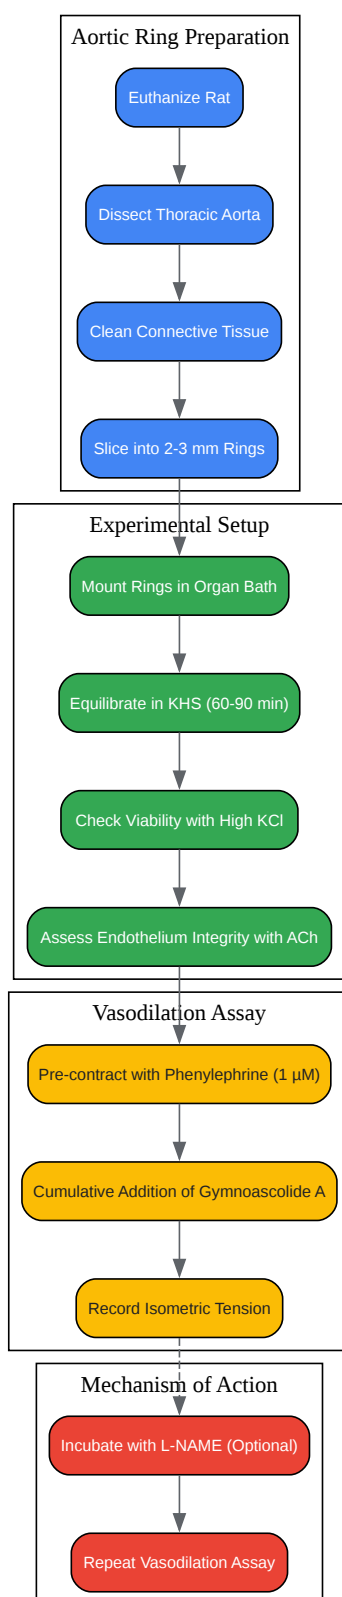 Aortic Ring Preparation
Euthanize Rat
Dissect Thoracic Aorta
Clean Connective Tissue
Slice into 2-3 mm Rings
Experimental Setup
Mount Rings in Organ Bath
Equilibrate in KHS (60-90 min)
Check Viability with High KCl
Assess Endothelium Integrity with ACh
Vasodilation Assay
Pre-contract with Phenylephrine (1 µM)
Cumulative Addition of Gymnoascolide A
Record Isometric Tension
Mechanism of Action
Incubate with L-NAME (Optional)
Repeat Vasodilation Assay